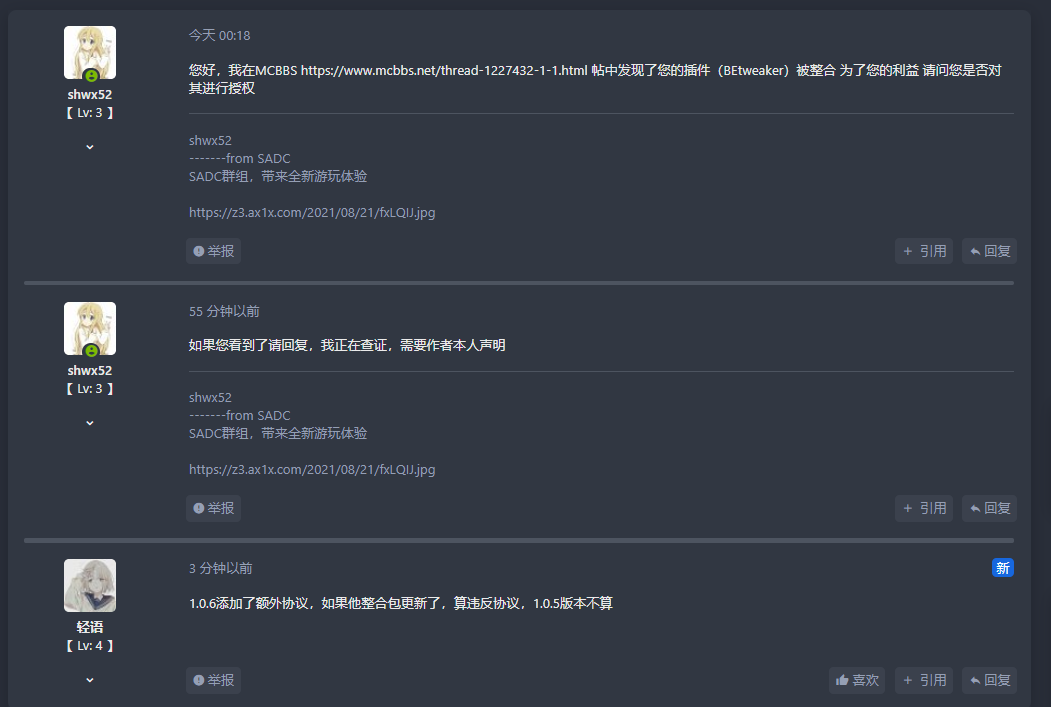 今天 00:18
您好，我在MCBBS https://www.mcbbs.net/thread-1227432-1-1.html 帖中发现了您的插件（BEtweaker）被整合 为了您的利益 请问您是否对
其进行授权
shwx52
【 Lv: 3 】
shwx52
-------from SADC
SADC群组，带来全新游玩体验
https://z3.ax1x.com/2021/08/21/fxLQIJ.jpg
举报
+ 引用
回复
55 分钟以前
如果您看到了请回复，我正在查证，需要作者本人声明
shwx52
【 Lv: 3 】
shwx52
-------from SADC
SADC群组，带来全新游玩体验
https://z3.ax1x.com/2021/08/21/fxLQIJ.jpg
举报
+ 引用
回复
3 分钟以前
新
1.0.6添加了额外协议，如果他整合包更新了，算违反协议，1.0.5版本不算
轻语
【 Lv: 4 】
举报
喜欢
+ 引用
回复